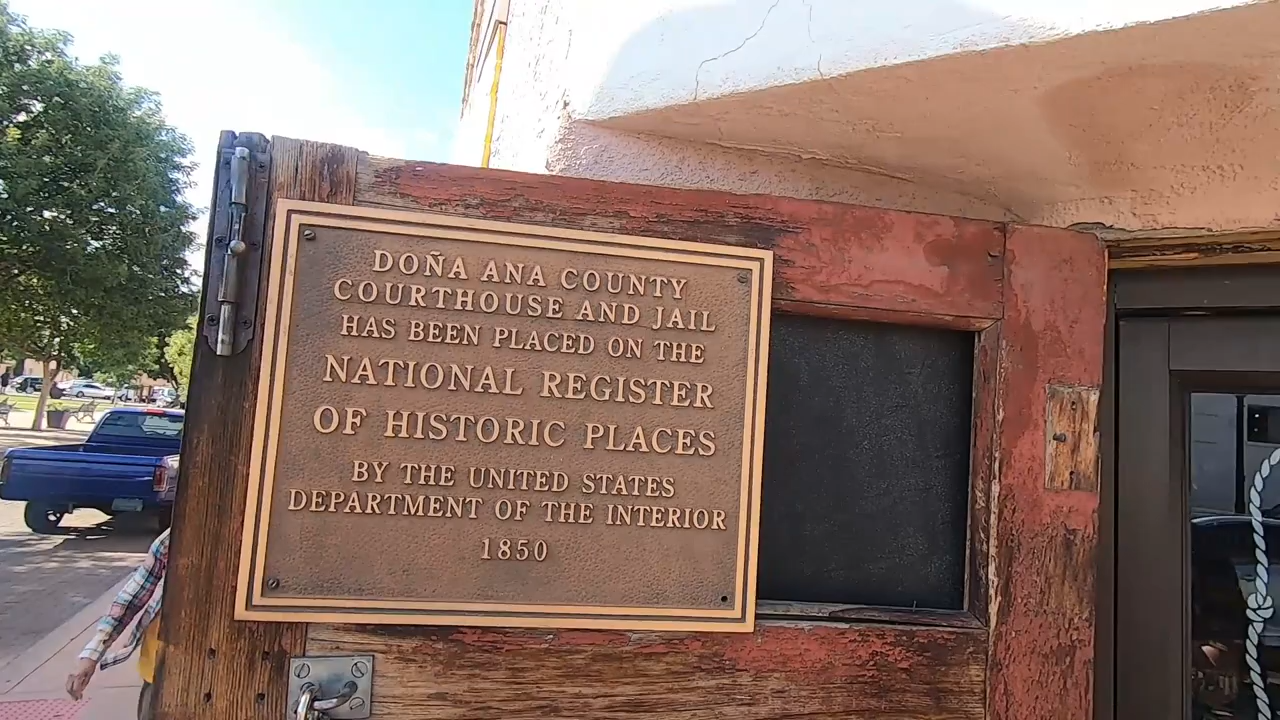 DOÑA ANA COUNTY
COURTHOUSE AND JAIL
HAS BEEN PLACED ON THE
NATIONAL REGISTER
OF HISTORIC PLACES
BY THE UNITED STATES
DEPARTMENT OF THE INTERIOR
1850